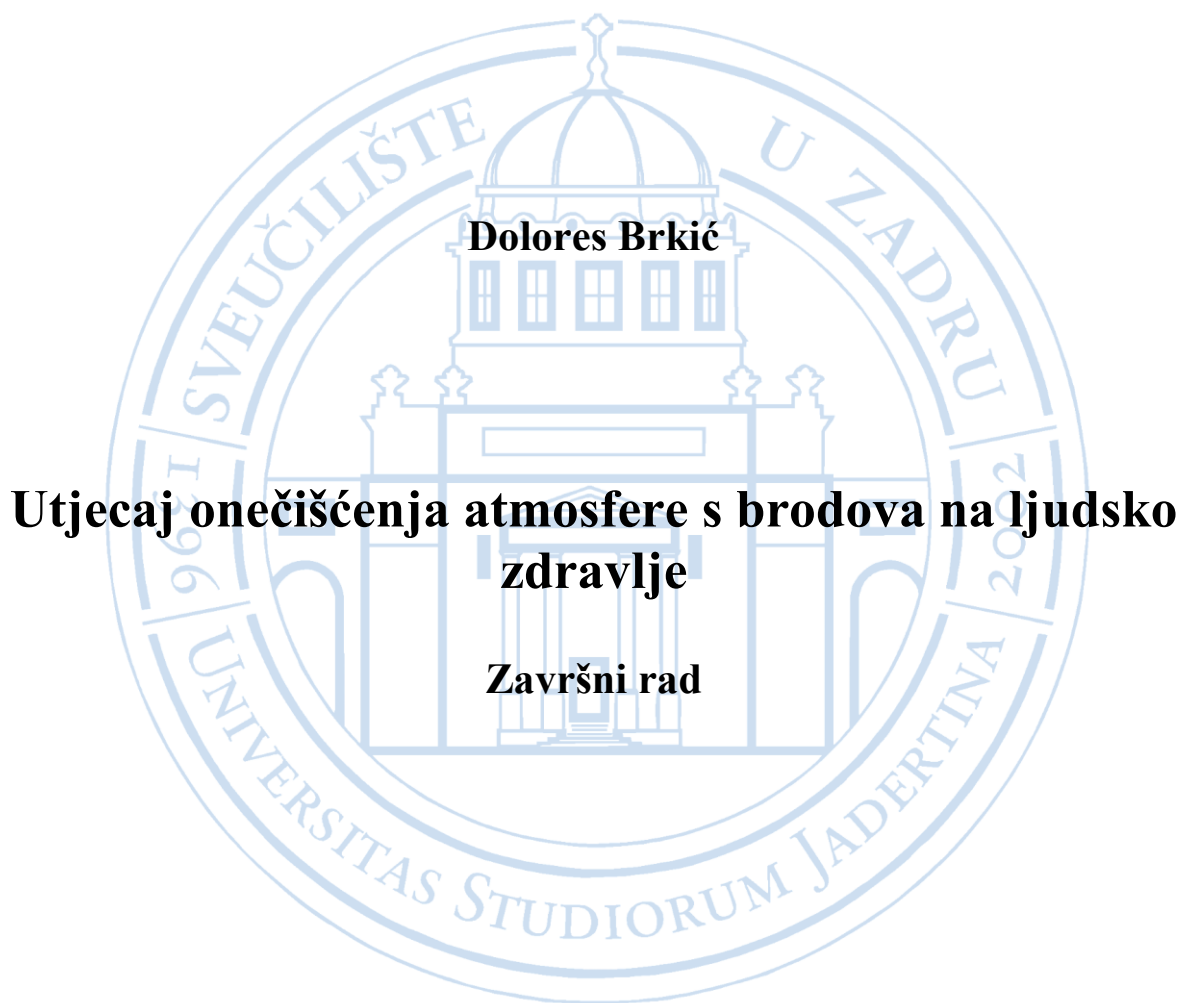 Dolores Brkić
Utjecaj onečišćenja atmosfere s brodova na ljudsko
zdravlje
Završni rad
SVEUČILIŠTE U ZADRU
1396
2002
UNIVERSITAS STUDIORUM JADERTINA